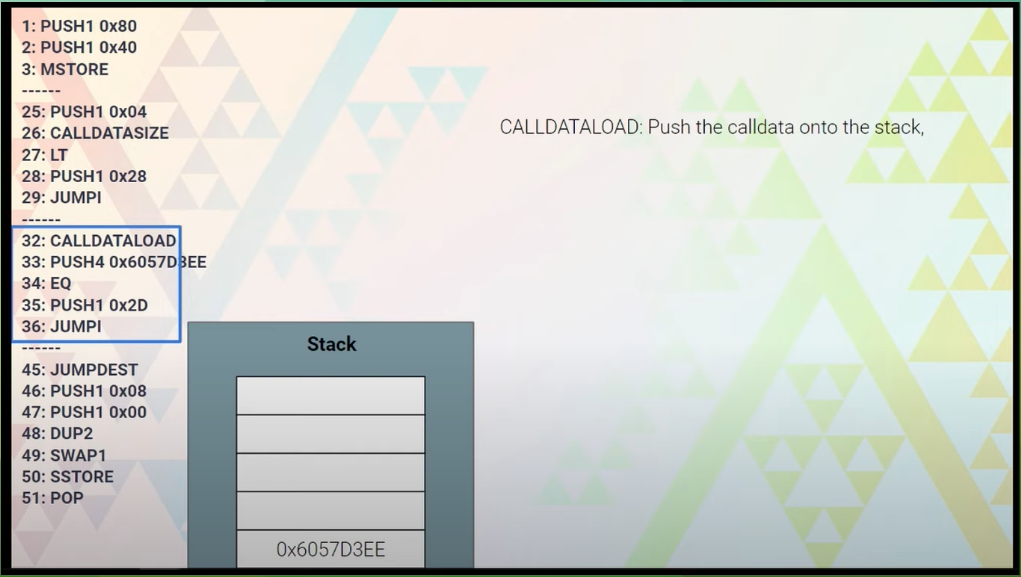 1: PUSH1 0x80
2: PUSH1 0x40
3: MSTORE
------
25: PUSH1 0x04
26: CALLDATASIZE
27: LT
28: PUSH1 0x28
29: JUMPI
------
32: CALLDATALOAD
33: PUSH4 0x6057D3EE
34: EQ
35: PUSH1 0x2D
36: JUMPI
------
45: JUMPDEST
46: PUSH1 0x08
47: PUSH1 0x00
48: DUP2
49: SWAP1
50: SSTORE
51: POP
CALLDATALOAD: Push the calldata onto the stack,
Stack
0x6057D3EE